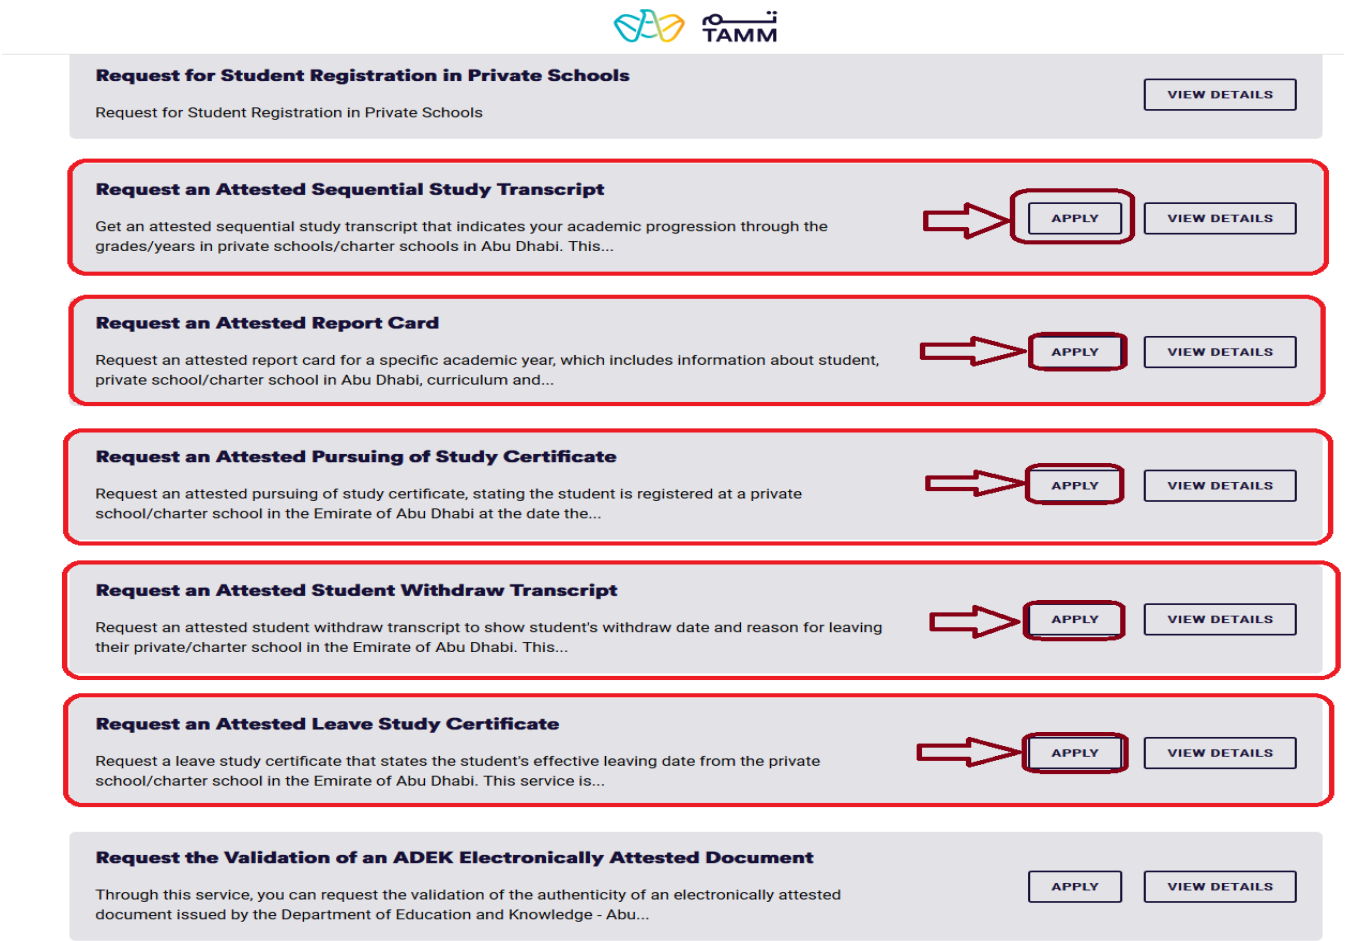 تم
TAMM
Request for Student Registration in Private Schools
Request for Student Registration in Private Schools
VIEW DETAILS
Request an Attested Sequential Study Transcript
Get an attested sequential study transcript that indicates your academic progression through the
grades/years in private schools/charter schools in Abu Dhabi. This...
APPLY
VIEW DETAILS
Request an Attested Report Card
Request an attested report card for a specific academic year, which includes information about student,
private school/charter school in Abu Dhabi, curriculum and...
APPLY
VIEW DETAILS
Request an Attested Pursuing of Study Certificate
Request an attested pursuing of study certificate, stating the student is registered at a private
school/charter school in the Emirate of Abu Dhabi at the date the...
APPLY
VIEW DETAILS
Request an Attested Student Withdraw Transcript
Request an attested student withdraw transcript to show student's withdraw date and reason for leaving
their private/charter school in the Emirate of Abu Dhabi. This...
APPLY
VIEW DETAILS
Request an Attested Leave Study Certificate
Request a leave study certificate that states the student's effective leaving date from the private
school/charter school in the Emirate of Abu Dhabi. This service is...
APPLY
VIEW DETAILS
Request the Validation of an ADEK Electronically Attested Document
Through this service, you can request the validation of the authenticity of an electronically attested
document issued by the Department of Education and Knowledge - Abu...
APPLY
VIEW DETAILS